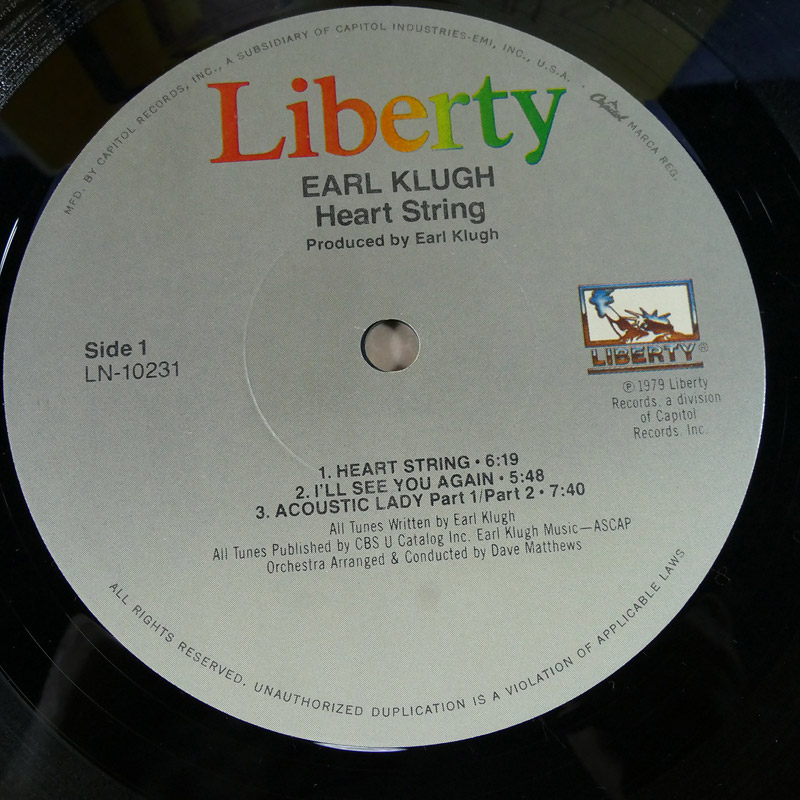 MFD. BY CAPITOL RECORDS, INC., A SUBSIDIARY OF CAPITOL INDUSTRIES-EMI, INC., U.S.A. · Capitol MARCA REG.
Liberty
EARL KLUGH
Heart String
Produced by Earl Klugh
Side 1
LN-10231
LIBERTY®
℗ 1979 Liberty
Records, a division
of Capitol
Records, Inc.
1. HEART STRING • 6:19
2. I'LL SEE YOU AGAIN • 5:48
3. ACOUSTIC LADY Part 1/Part 2 • 7:40
All Tunes Written by Earl Klugh
All Tunes Published by CBS U Catalog Inc. Earl Klugh Music—ASCAP
Orchestra Arranged & Conducted by Dave Matthews
ALL RIGHTS RESERVED. UNAUTHORIZED DUPLICATION IS A VIOLATION OF APPLICABLE LAWS